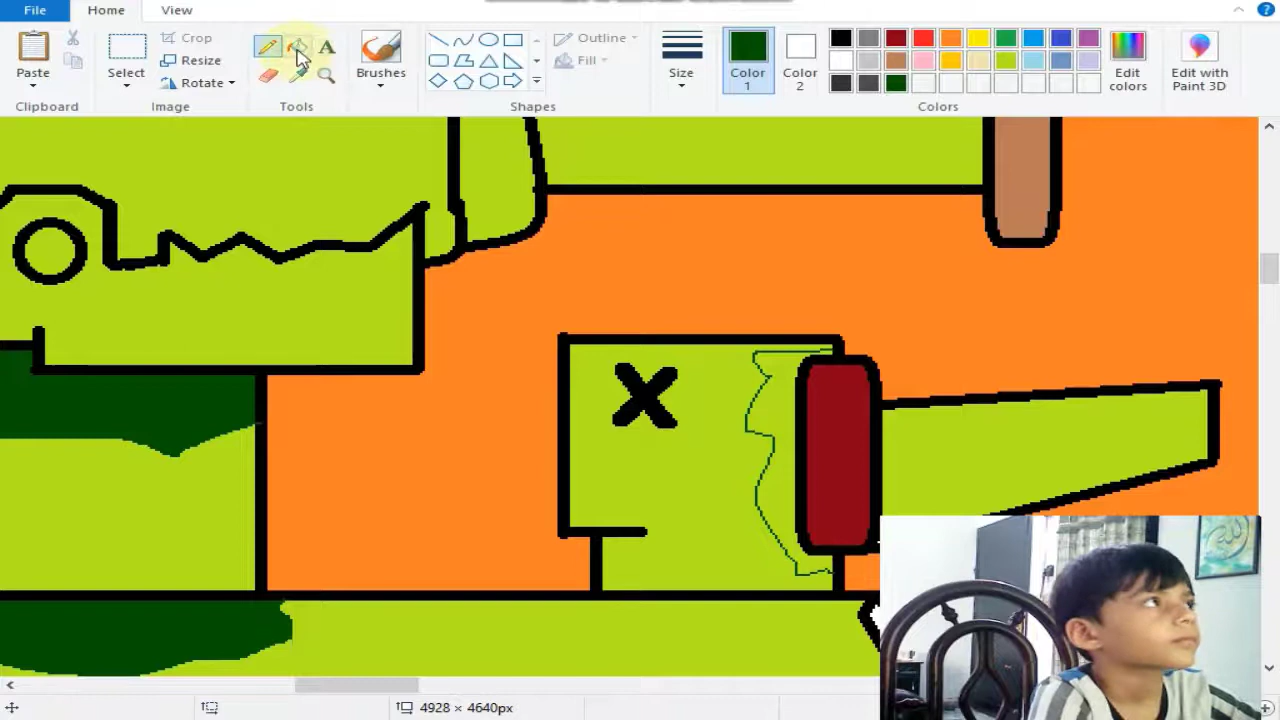 File Home View
Paste
Clipboard
Select
Crop
Resize
Rotate
Image
A
Tools
Brushes
Outline
Fill
Shapes
Size
Color 1
Color 2
Edit colors
Colors
Edit with Paint 3D
4928 × 4640px